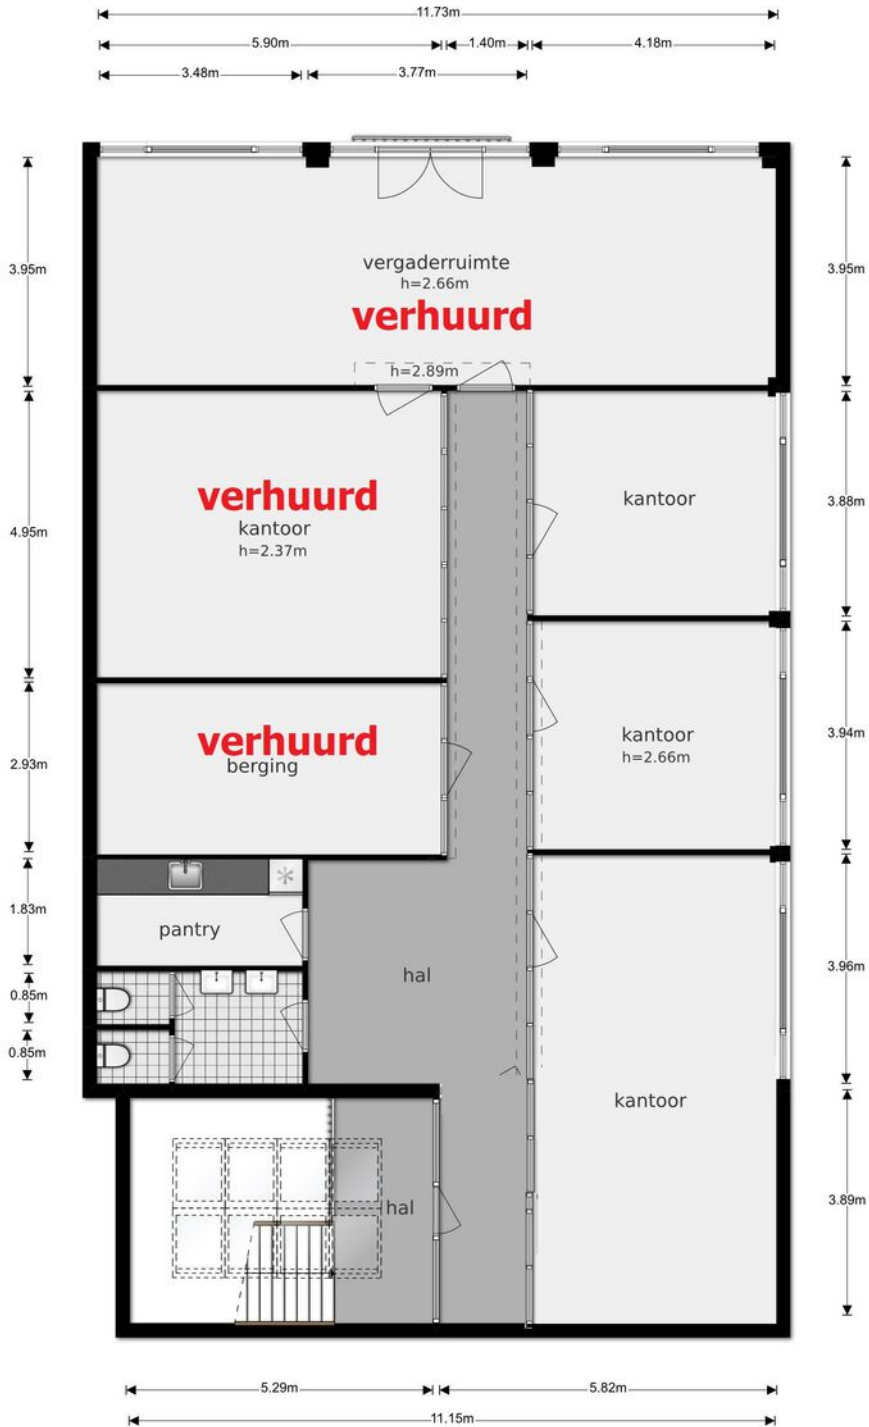 11.73m
5.90m
1.40m
4.18m
3.48m
3.77m
3.95m
3.95m
vergaderruimte
h=2.66m
verhuurd
h=2.89m
4.95m
verhuurd
kantoor
h=2.37m
kantoor
3.88m
2.93m
verhuurd
berging
kantoor
h=2.66m
3.94m
1.83m
pantry
hal
3.96m
0.85m
0.85m
kantoor
hal
3.89m
5.29m
5.82m
11.15m